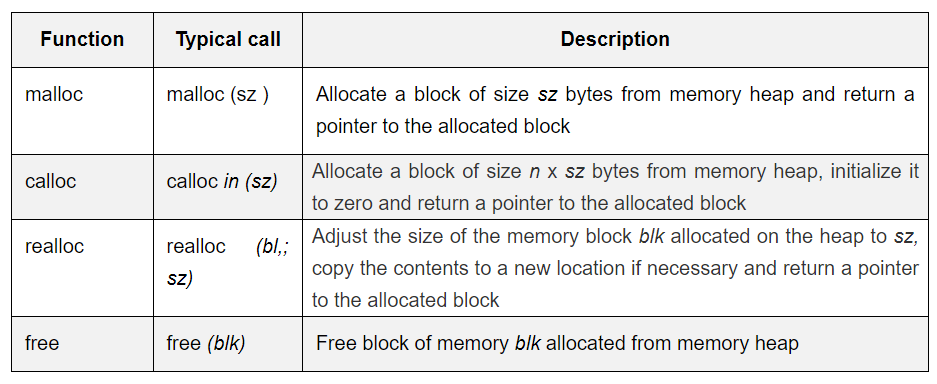 Function Typical call Description
malloc malloc (sz ) Allocate a block of size sz bytes from memory heap and return a
pointer to the allocated block
calloc calloc in (sz) Allocate a block of size n x sz bytes from memory heap, initialize it
to zero and return a pointer to the allocated block
realloc realloc (bl,; Adjust the size of the memory block blk allocated on the heap to sz,
sz) copy the contents to a new location if necessary and return a pointer
to the allocated block
free free (blk) Free block of memory blk allocated from memory heap